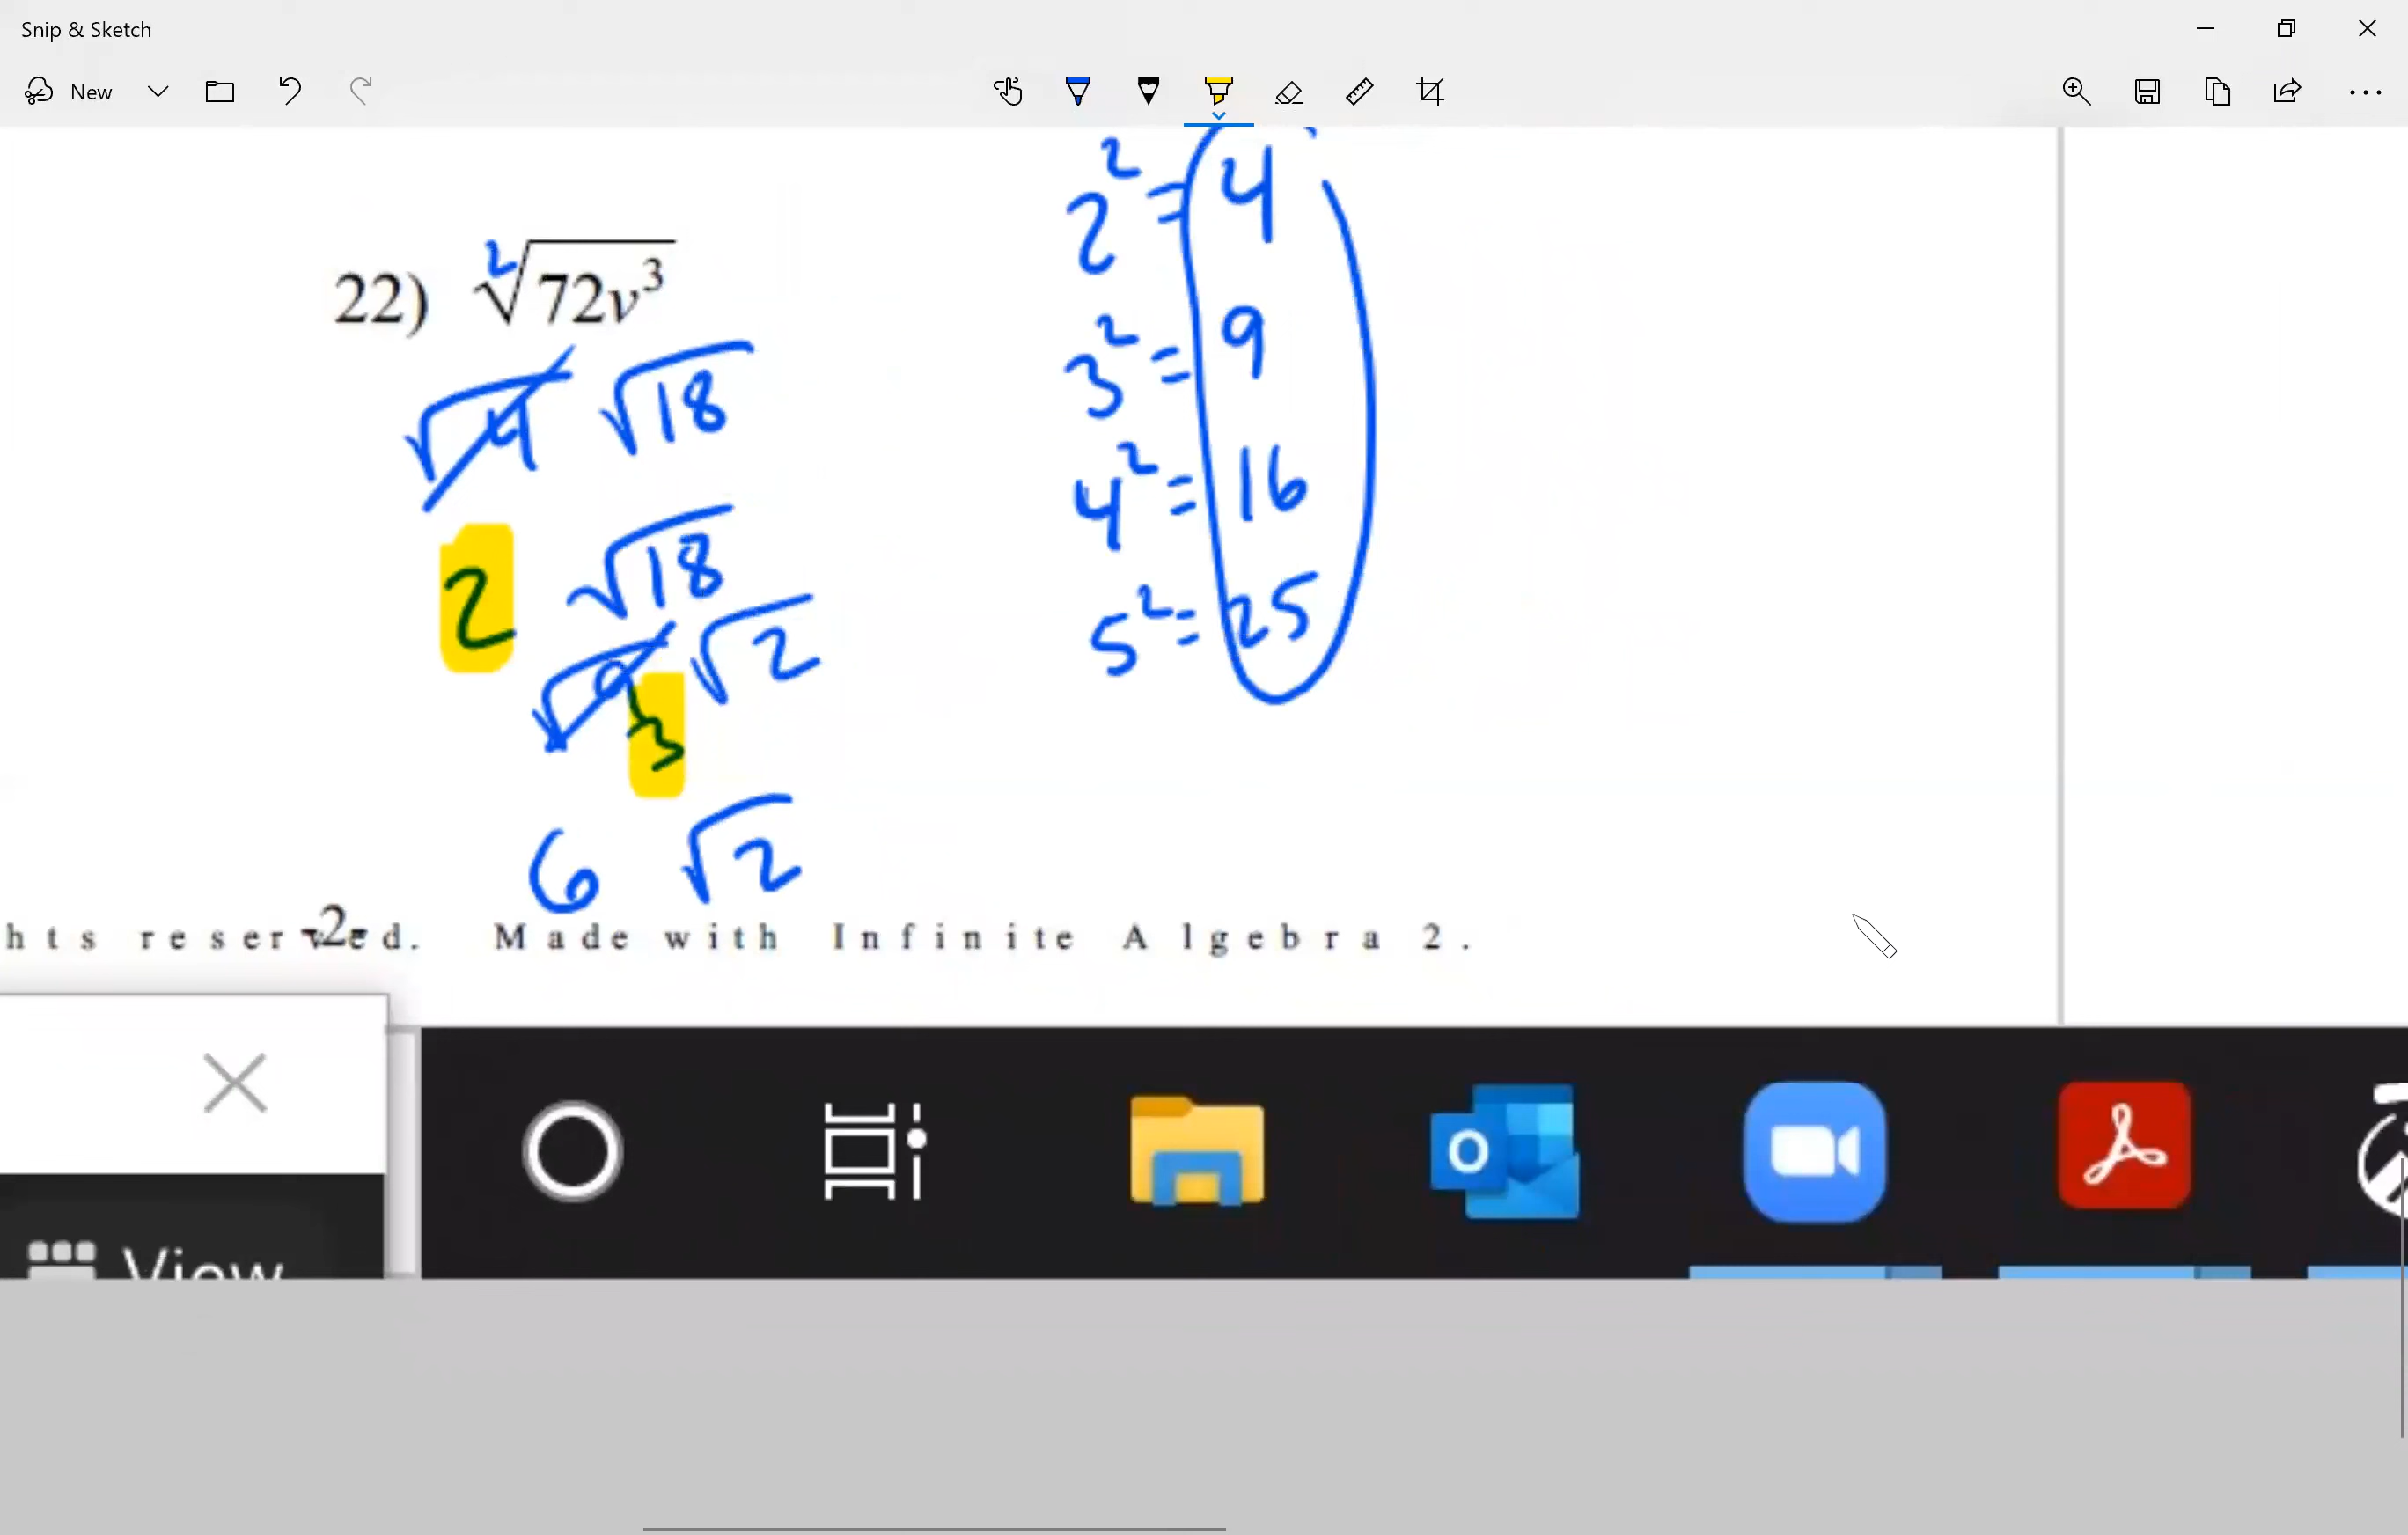 Snip & Sketch
New
2² = 4
22) ²√72v³
3² = 9
√4 √18
4² = 16
2 √18
5² = 25
√9 √2
3
6 √2
-2-
hts reserved. Made with Infinite Algebra 2.
View